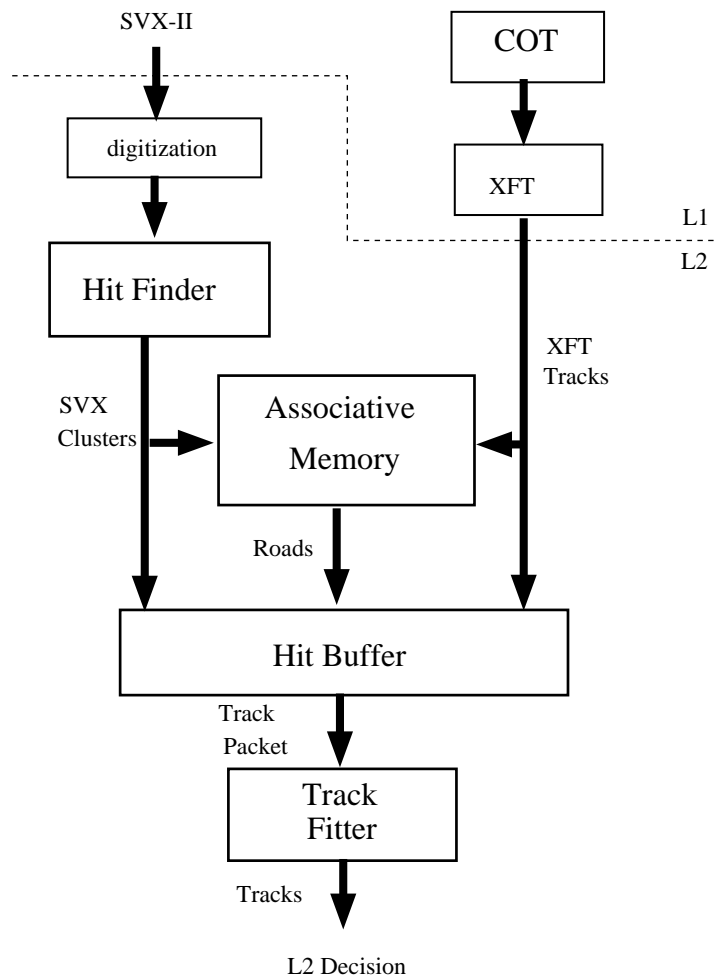 SVX-II
COT
digitization
XFT
L1
L2
Hit Finder
XFT
Tracks
SVX
Clusters
Associative
Memory
Roads
Hit Buffer
Track
Packet
Track
Fitter
Tracks
L2 Decision